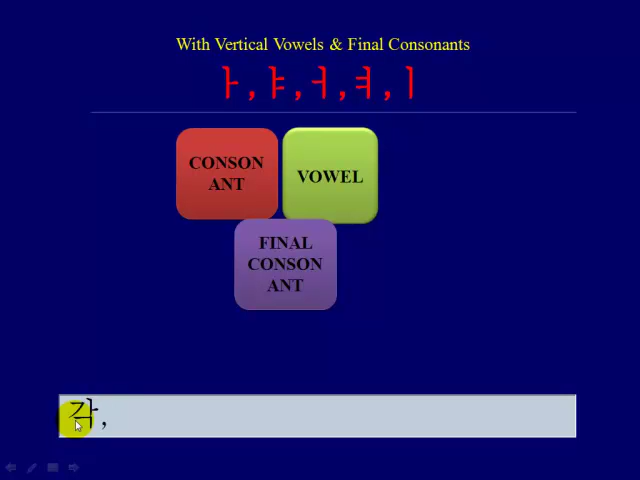 With Vertical Vowels & Final Consonants
ㅏ,ㅑ,ㅓ,ㅕ,ㅣ
CONSON
ANT
VOWEL
FINAL
CONSON
ANT
각,